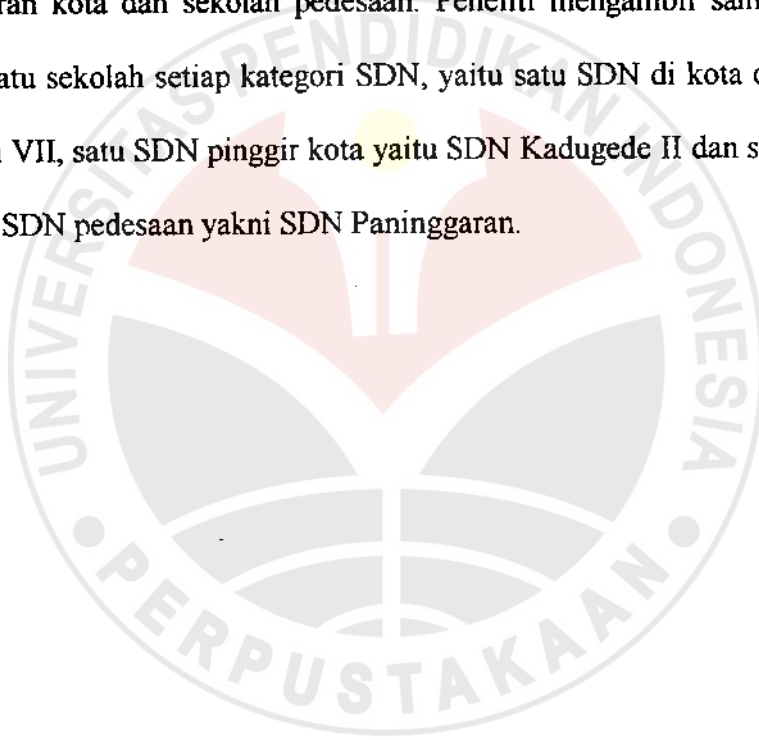 ran kota dan sekolah pedesaan. Peneliti mengambil sam
atu sekolah setiap kategori SDN, yaitu satu SDN di kota
VII, satu SDN pinggir kota yaitu SDN Kadugede II dan s
SDN pedesaan yakni SDN Paninggaran.
UNIVERSITAS PENDIDIKAN INDONESIA
PERPUSTAKAAN